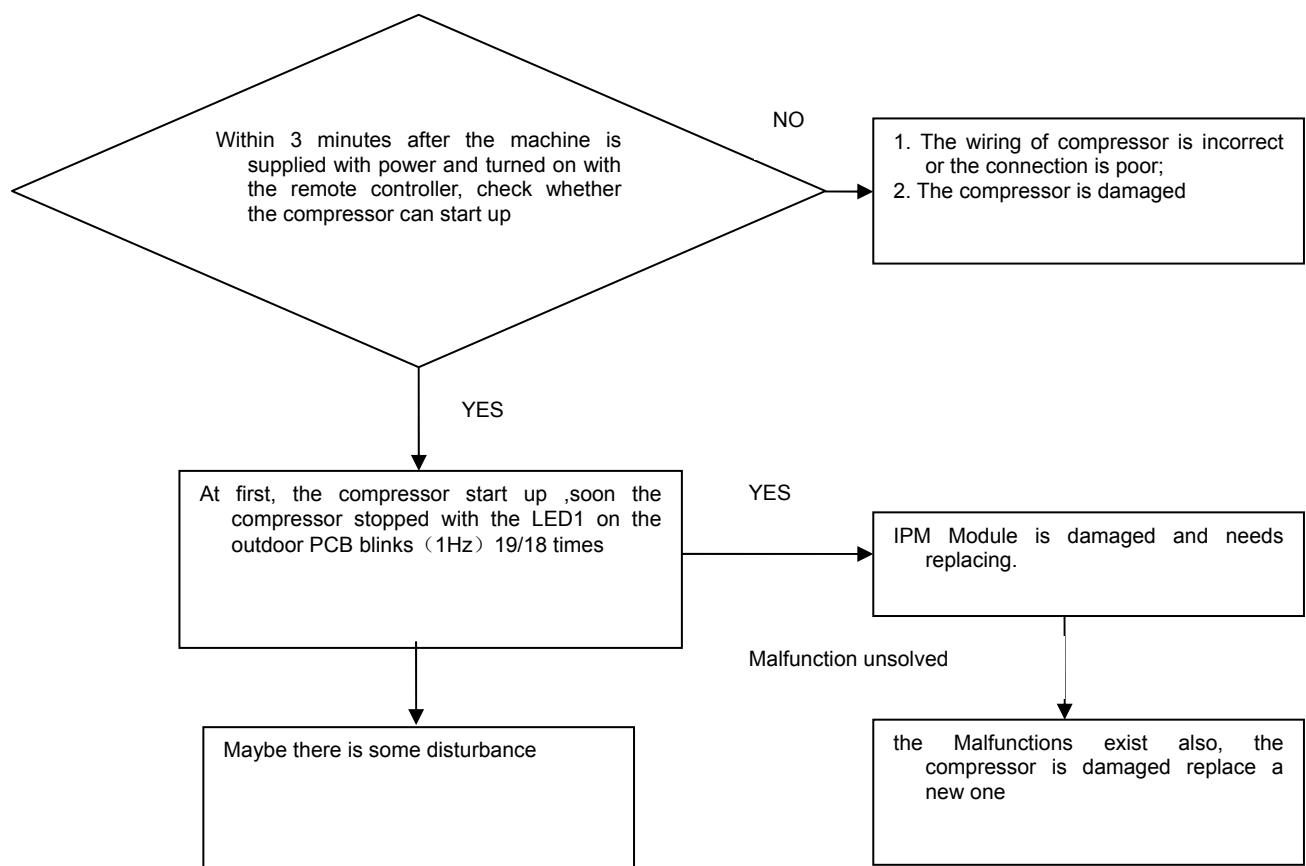 Within 3 minutes after the machine is
supplied with power and turned on with
the remote controller, check whether
the compressor can start up
NO
1. The wiring of compressor is incorrect
or the connection is poor;
2. The compressor is damaged
YES
At first, the compressor start up ,soon the
compressor stopped with the LED1 on the
outdoor PCB blinks（1Hz）19/18 times
YES
IPM Module is damaged and needs
replacing.
Malfunction unsolved
Maybe there is some disturbance
the Malfunctions exist also, the
compressor is damaged replace a
new one